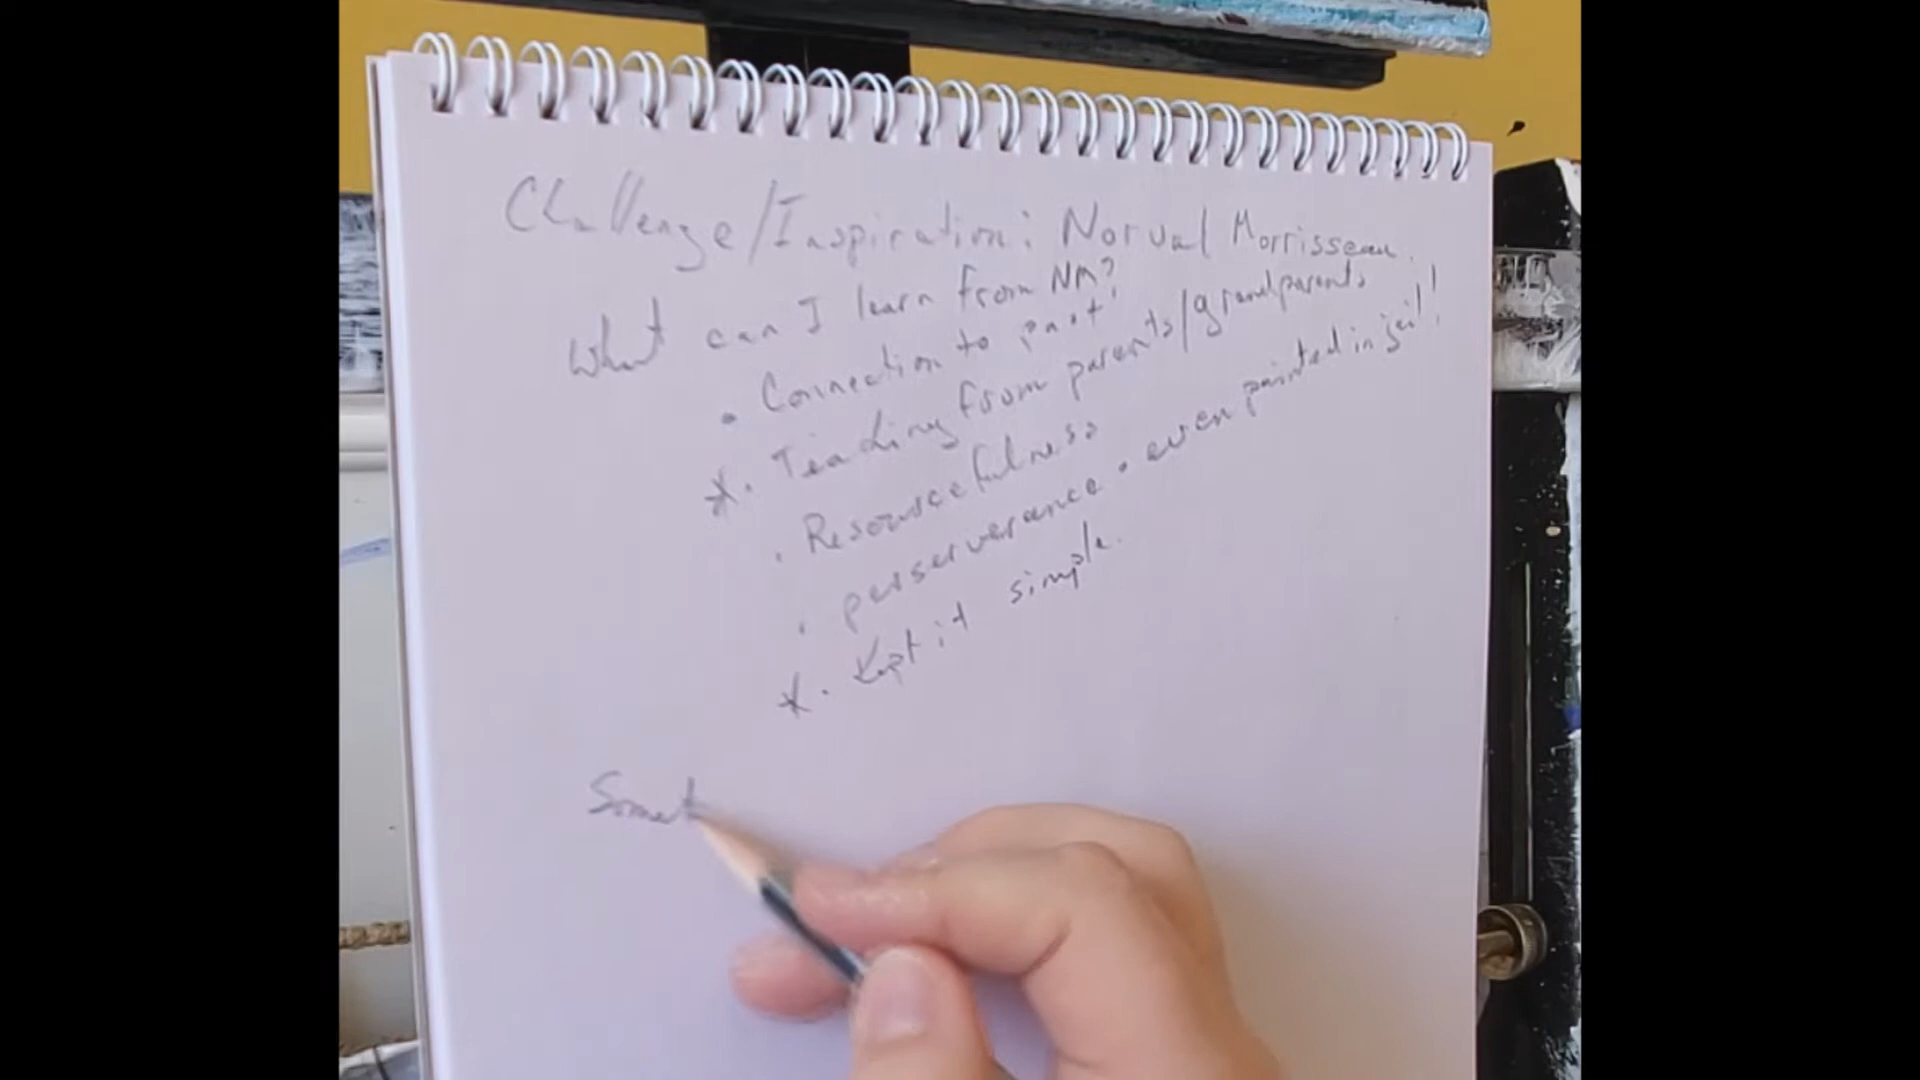 Challenge/Inspiration: Norval Morrisseau.
What can I learn from NM?
• Connection to past
*• Teaching from parents/grandparents
• Resourcefulness
• perserverance • even painted in jail!!
*• Kept it simple.
Somet